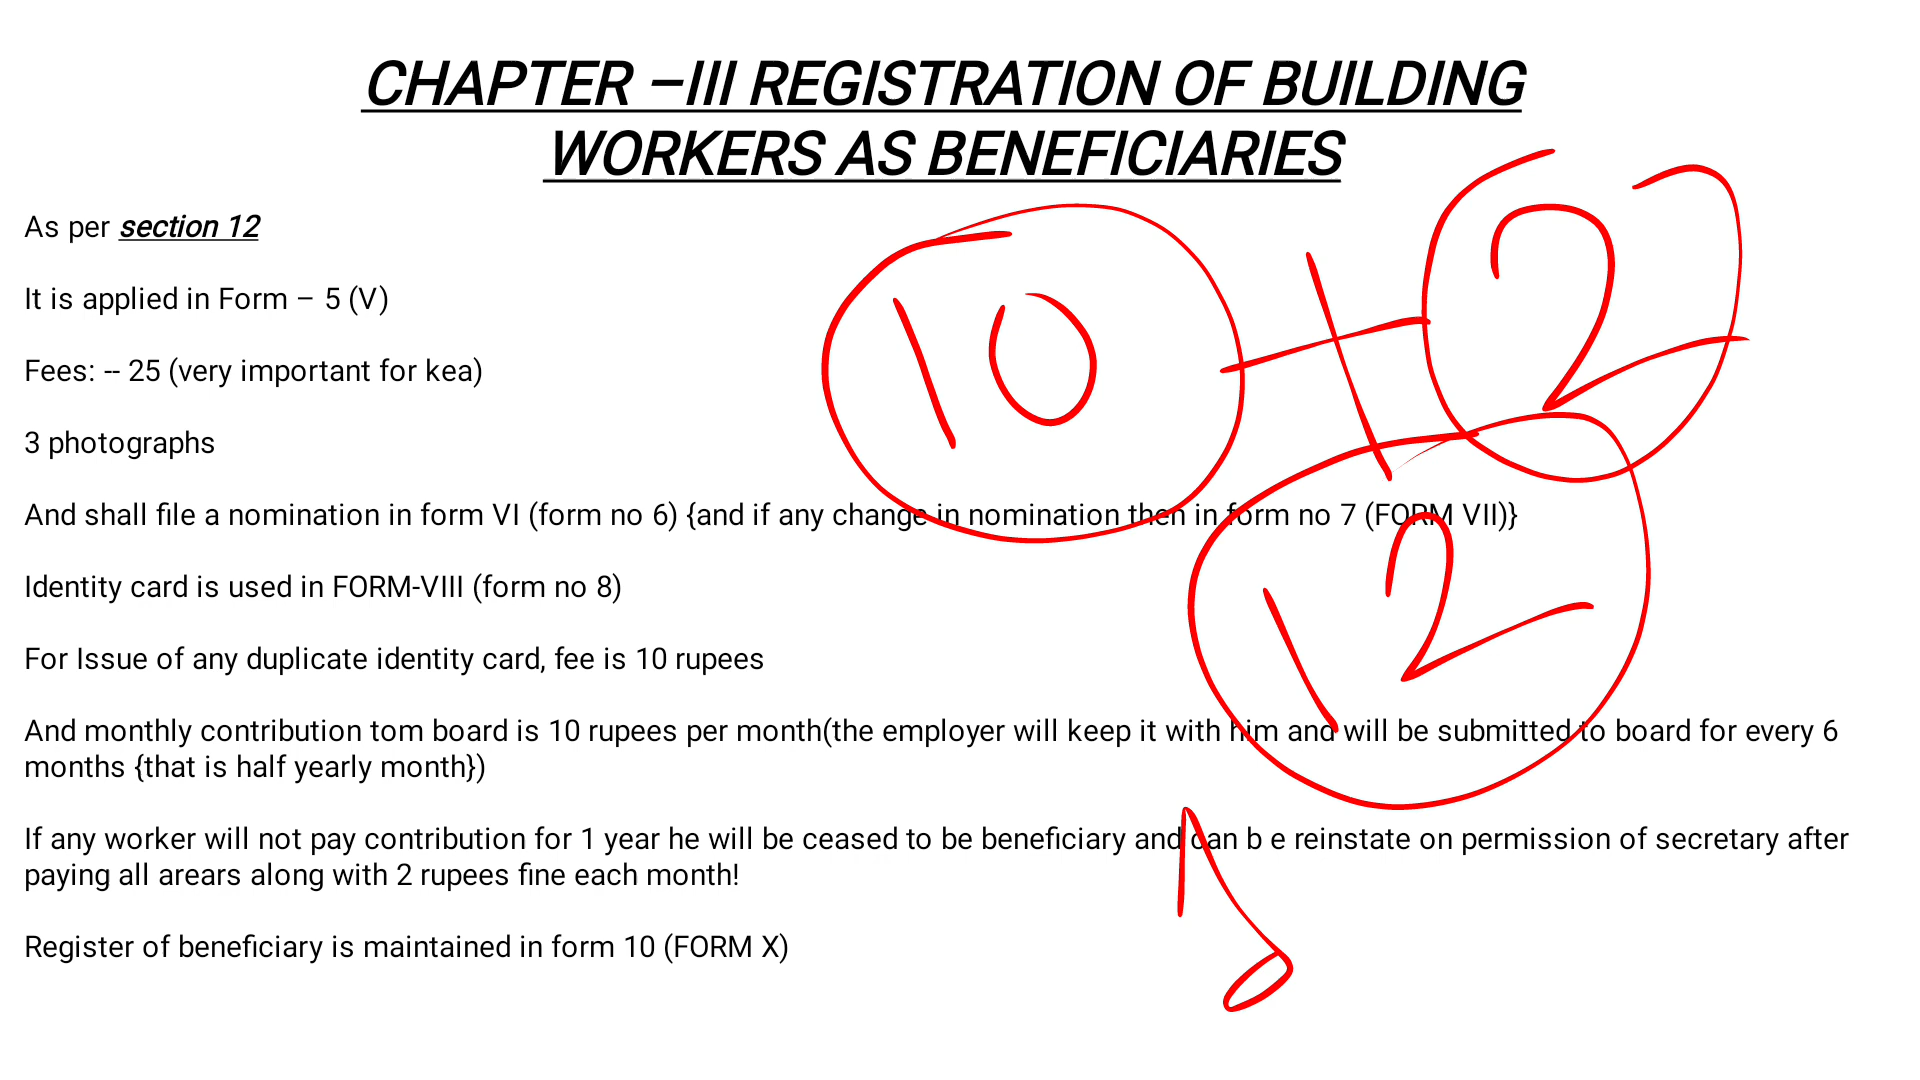 CHAPTER –III REGISTRATION OF BUILDING
WORKERS AS BENEFICIARIES
As per section 12
It is applied in Form – 5 (V)
Fees: -- 25 (very important for kea)
3 photographs
10 + 2
And shall file a nomination in form VI (form no 6) {and if any change in nomination then in form no 7 (FORM VII)}
Identity card is used in FORM-VIII (form no 8)
12
For Issue of any duplicate identity card, fee is 10 rupees
And monthly contribution tom board is 10 rupees per month(the employer will keep it with him and will be submitted to board for every 6
months {that is half yearly month})
If any worker will not pay contribution for 1 year he will be ceased to be beneficiary and can b e reinstate on permission of secretary after
paying all arears along with 2 rupees fine each month!
Register of beneficiary is maintained in form 10 (FORM X)